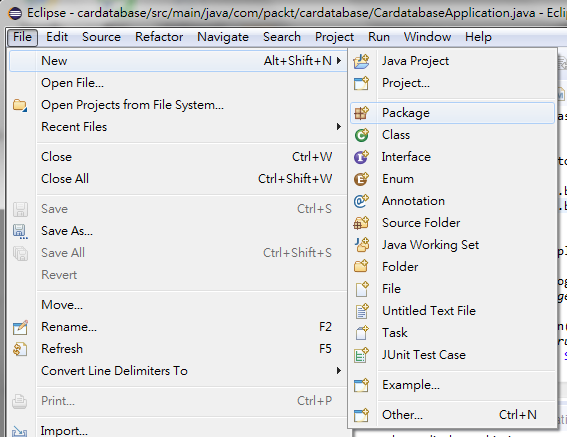 Eclipse - cardatabase/src/main/java/com/packt/cardatabase/CardatabaseApplication.java - Ecl
File Edit Source Refactor Navigate Search Project Run Window Help
New Alt+Shift+N
Open File...
Open Projects from File System...
Recent Files
Close Ctrl+W
Close All Ctrl+Shift+W
Save Ctrl+S
Save As...
Save All Ctrl+Shift+S
Revert
Move...
Rename... F2
Refresh F5
Convert Line Delimiters To
Print... Ctrl+P
Import...
Java Project
Project...
Package
Class
Interface
Enum
Annotation
Source Folder
Java Working Set
Folder
File
Untitled Text File
Task
JUnit Test Case
Example...
Other... Ctrl+N